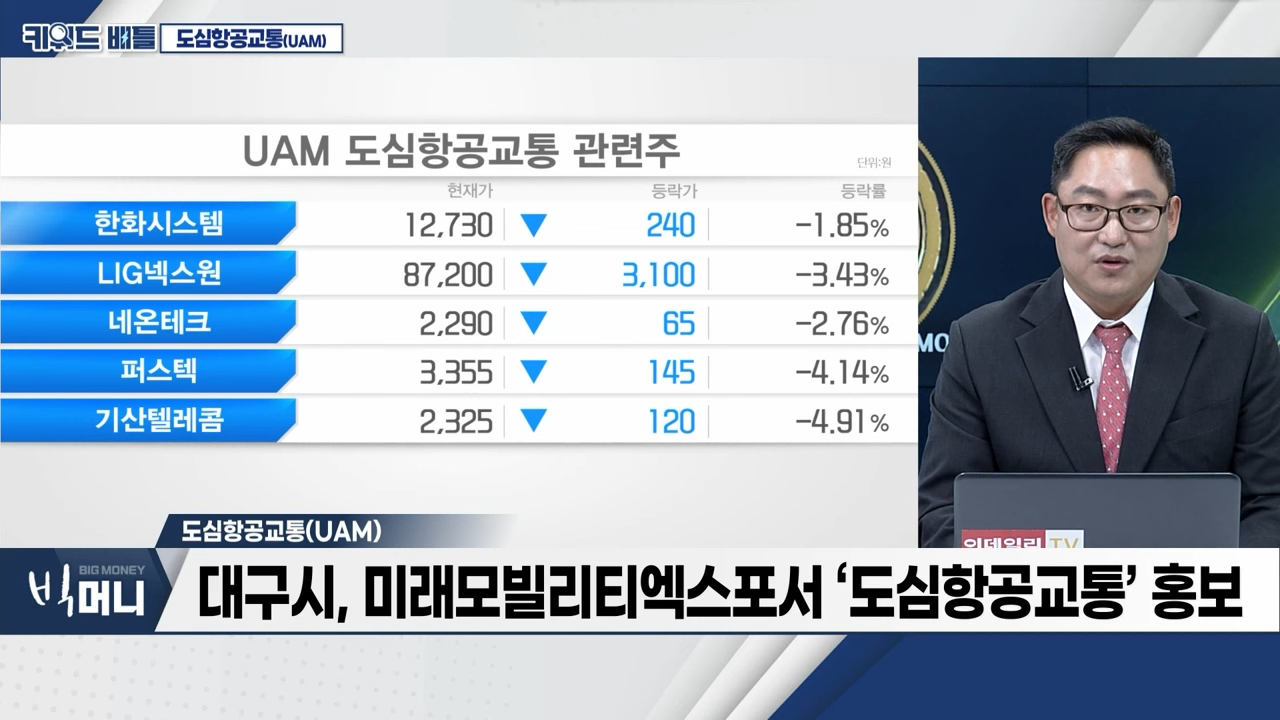 키워드 배틀 도심항공교통(UAM)
UAM 도심항공교통 관련주
단위:원
현재가 등락가 등락률
한화시스템 12,730 ▼ 240 -1.85%
LIG넥스원 87,200 ▼ 3,100 -3.43%
네온테크 2,290 ▼ 65 -2.76%
퍼스텍 3,355 ▼ 145 -4.14%
기산텔레콤 2,325 ▼ 120 -4.91%
MO
이데일리 TV
도심항공교통(UAM)
BIG MONEY
빅머니
대구시, 미래모빌리티엑스포서 ‘도심항공교통’ 홍보